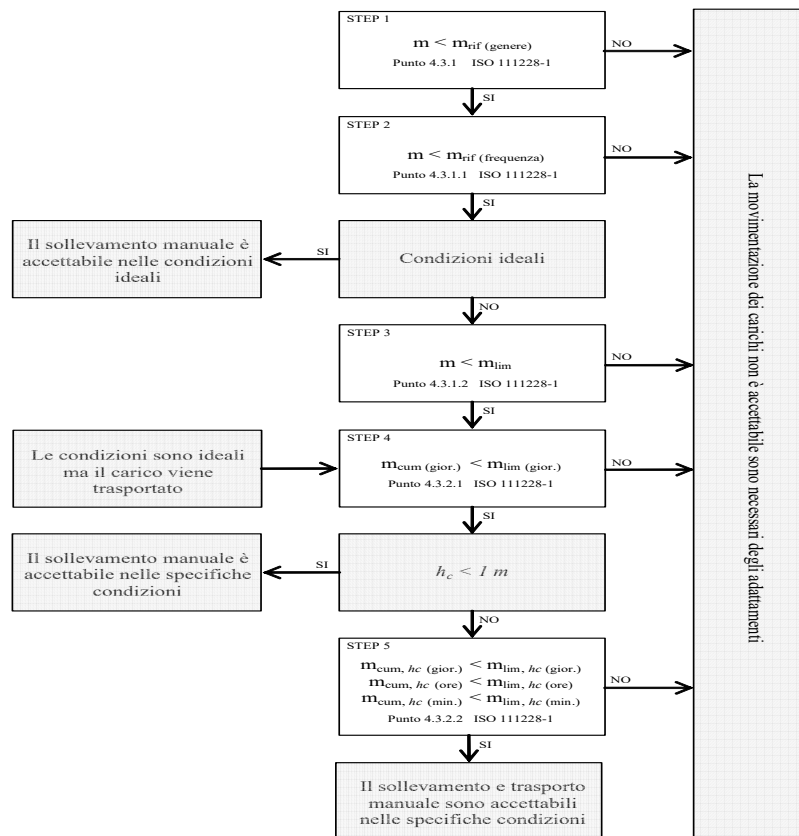 STEP 1
m < mrif (genere)
Punto 4.3.1 ISO 111228-1
NO
SI
STEP 2
m < mrif (frequenza)
Punto 4.3.1.1 ISO 111228-1
NO
SI
Il sollevamento manuale è
accettabile nelle condizioni
ideali
SI
Condizioni ideali
NO
STEP 3
m < mlim
Punto 4.3.1.2 ISO 111228-1
NO
SI
Le condizioni sono ideali
ma il carico viene
trasportato
STEP 4
mcum (gior.) < mlim (gior.)
Punto 4.3.2.1 ISO 111228-1
NO
SI
Il sollevamento manuale è
accettabile nelle specifiche
condizioni
SI
hc < 1 m
NO
STEP 5
mcum, hc (gior.) < mlim, hc (gior.)
mcum, hc (ore) < mlim, hc (ore)
mcum, hc (min.) < mlim, hc (min.)
Punto 4.3.2.2 ISO 111228-1
NO
SI
Il sollevamento e trasporto
manuale sono accettabili
nelle specifiche condizioni
La movimentazione dei carichi non è accettabile sono necessari degli adattamenti